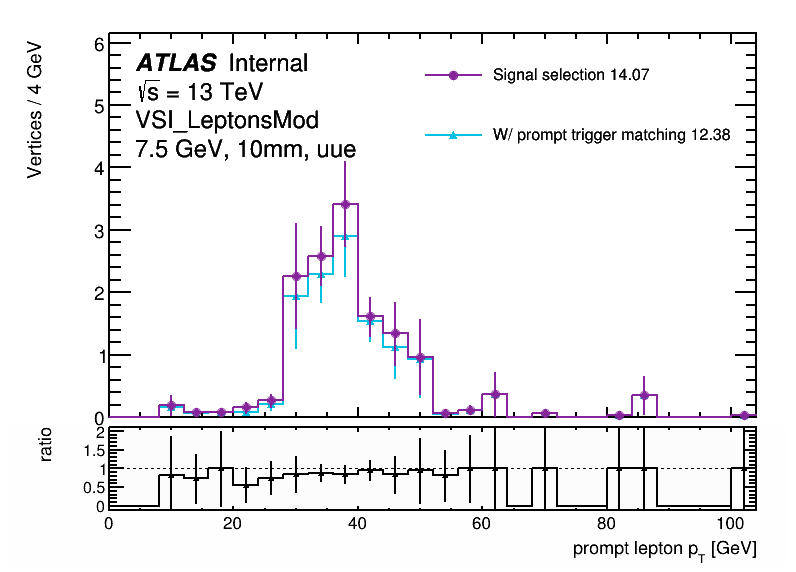 ATLAS Internal
√s = 13 TeV
VSI_LeptonsMod
7.5 GeV, 10mm, uue
Signal selection 14.07
W/ prompt trigger matching 12.38
Vertices / 4 GeV
6
5
4
3
2
1
0
ratio
2
1.5
1
0.5
0
0 20 40 60 80 100
prompt lepton p_T [GeV]